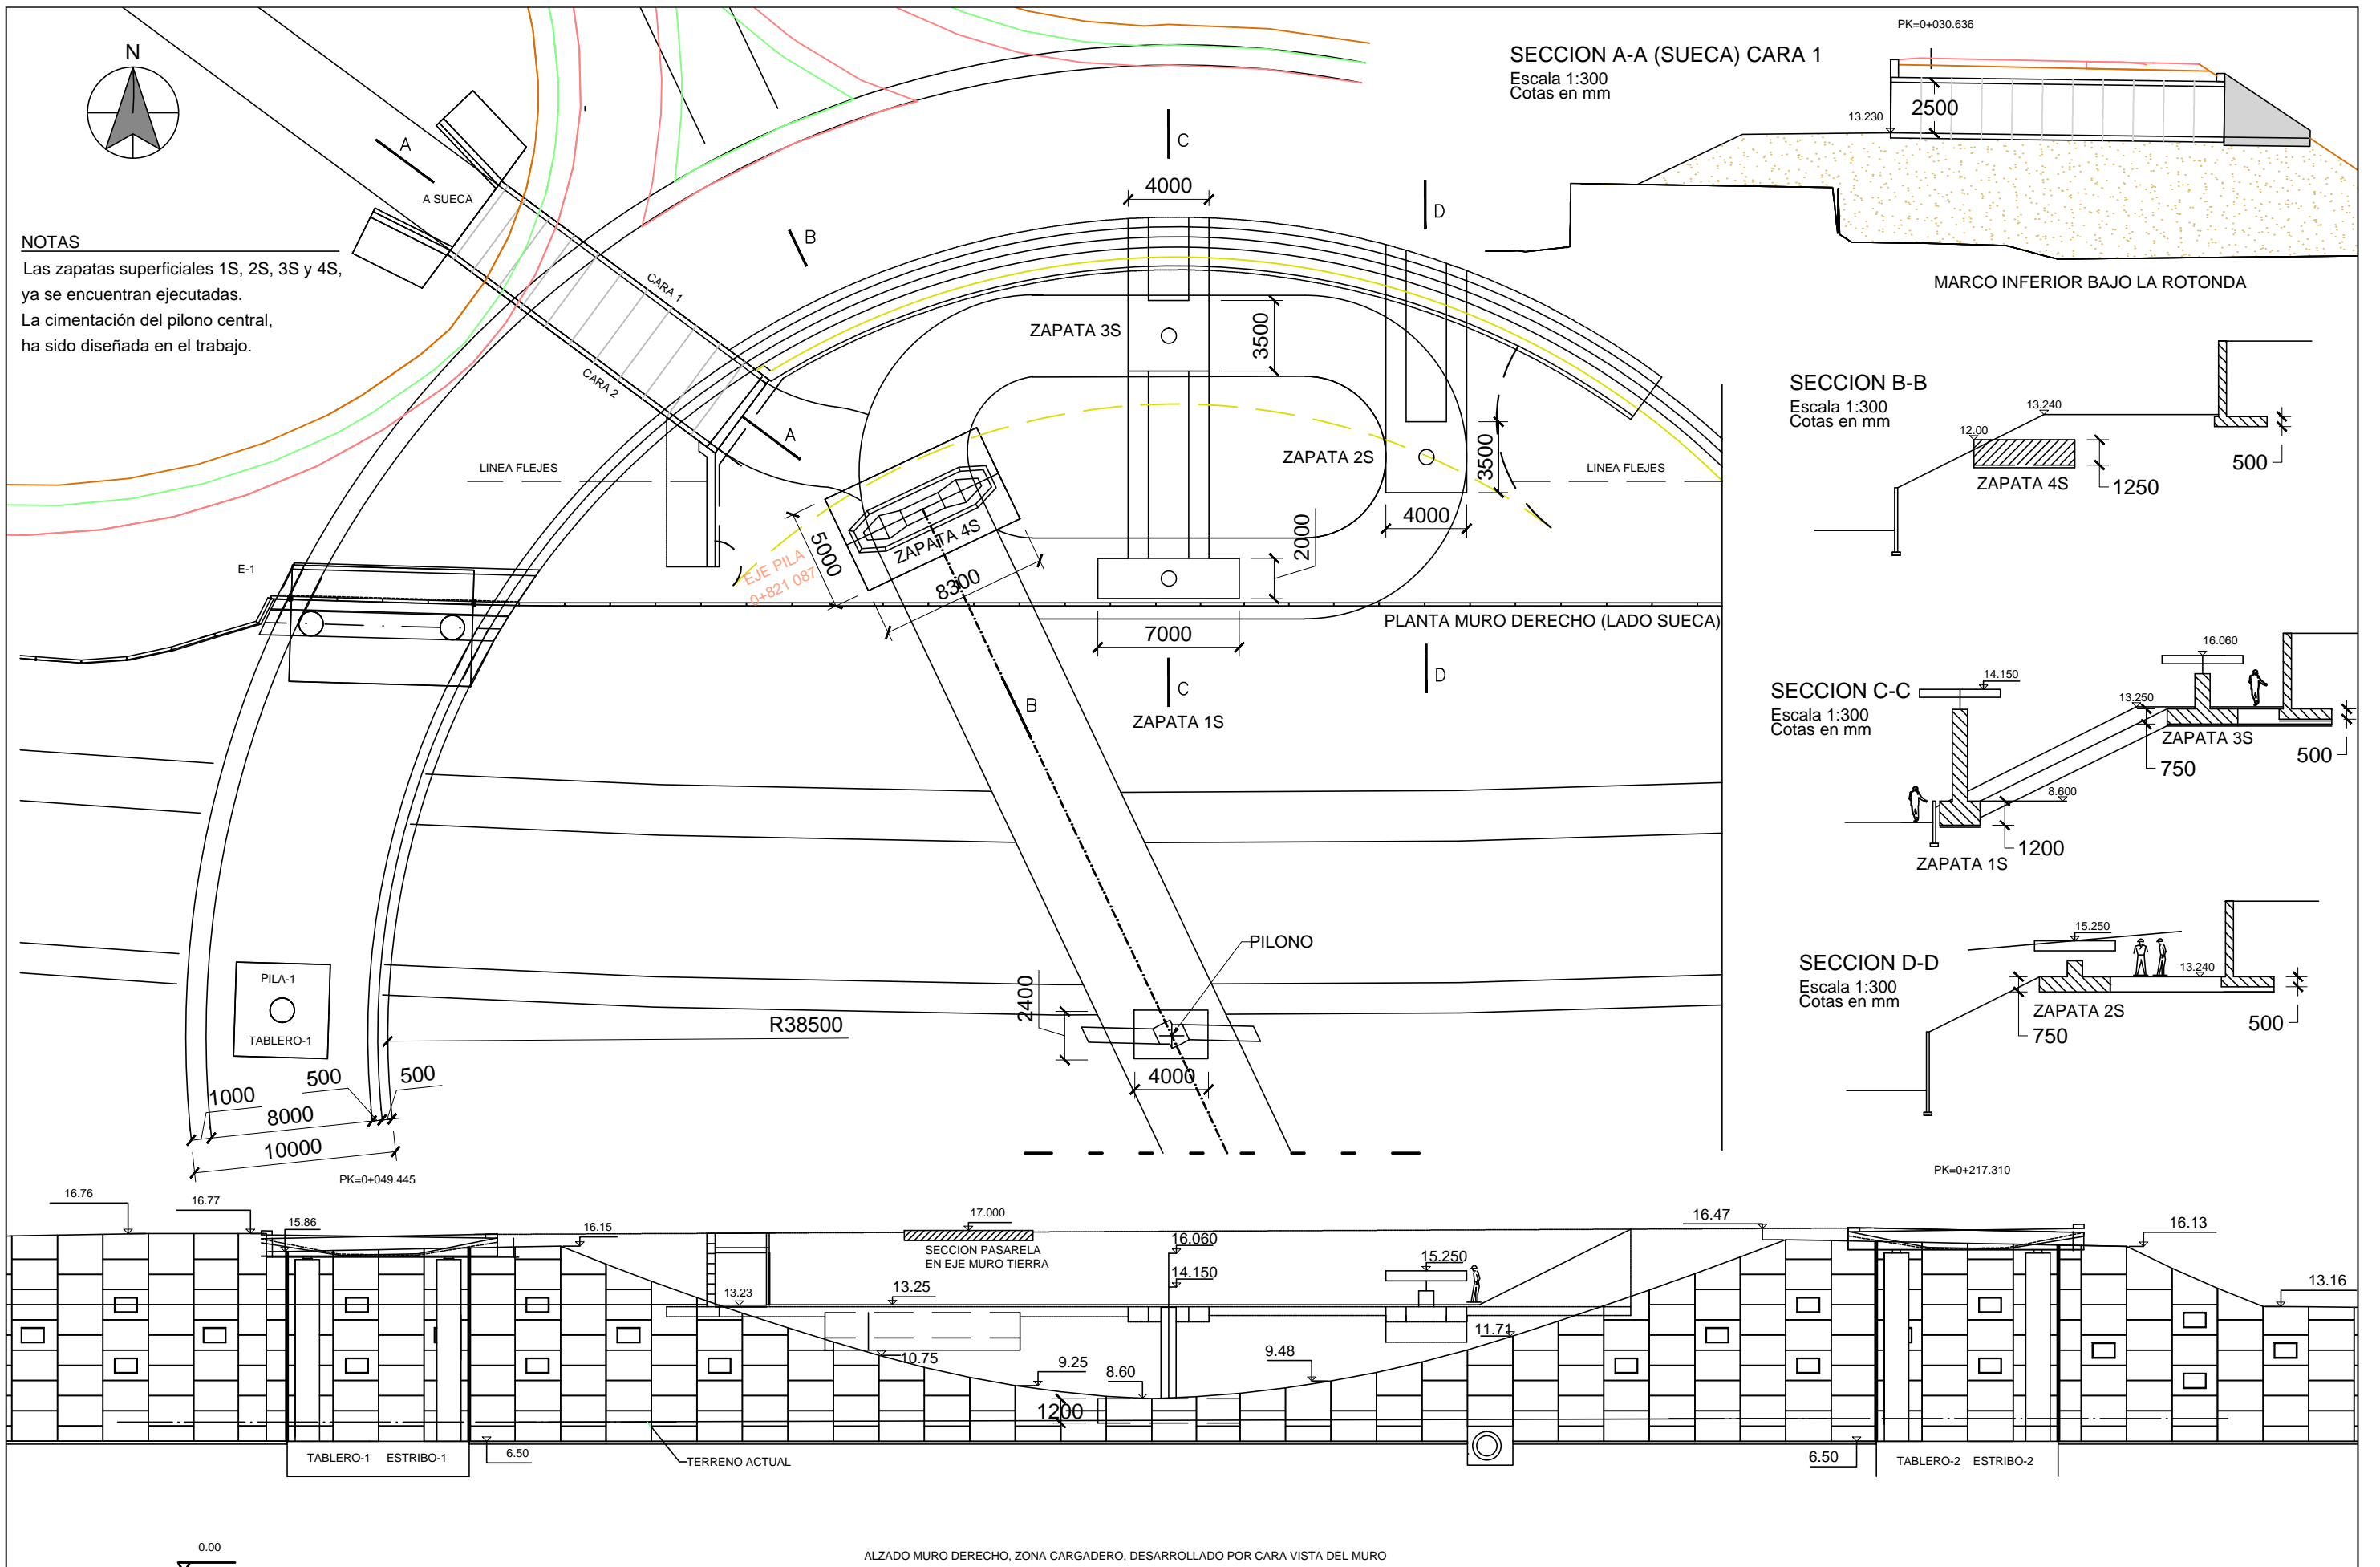 N
NOTAS
Las zapatas superficiales 1S, 2S, 3S y 4S,
ya se encuentran ejecutadas.
La cimentación del pilono central,
ha sido diseñada en el trabajo.
A
A SUECA
B
CARA 1
CARA 2
A
LINEA FLEJES
C
4000
D
ZAPATA 3S
3500
ZAPATA 2S
3500
LINEA FLEJES
4000
2000
ZAPATA 4S
5000
8300
EJE PILA
0+821 087
E-1
7000
PLANTA MURO DERECHO (LADO SUECA)
C
D
B
ZAPATA 1S
PILONO
2400
4000
PILA-1
TABLERO-1
R38500
1000
500
500
8000
10000
SECCION A-A (SUECA) CARA 1
Escala 1:300
Cotas en mm
PK=0+030.636
2500
13.230
MARCO INFERIOR BAJO LA ROTONDA
SECCION B-B
Escala 1:300
Cotas en mm
13.240
12.00
ZAPATA 4S
1250
500
SECCION C-C
Escala 1:300
Cotas en mm
16.060
14.150
13.250
ZAPATA 3S
750
500
8.600
1200
ZAPATA 1S
SECCION D-D
Escala 1:300
Cotas en mm
15.250
13.240
ZAPATA 2S
750
500
PK=0+049.445
PK=0+217.310
16.76
16.77
15.86
16.15
17.000
SECCION PASARELA
EN EJE MURO TIERRA
16.060
14.150
15.250
16.47
16.13
13.23
13.25
13.16
11.71
10.75
9.25
8.60
9.48
1200
TABLERO-1 ESTRIBO-1
6.50
TERRENO ACTUAL
6.50
TABLERO-2 ESTRIBO-2
0.00
ALZADO MURO DERECHO, ZONA CARGADERO, DESARROLLADO POR CARA VISTA DEL MURO